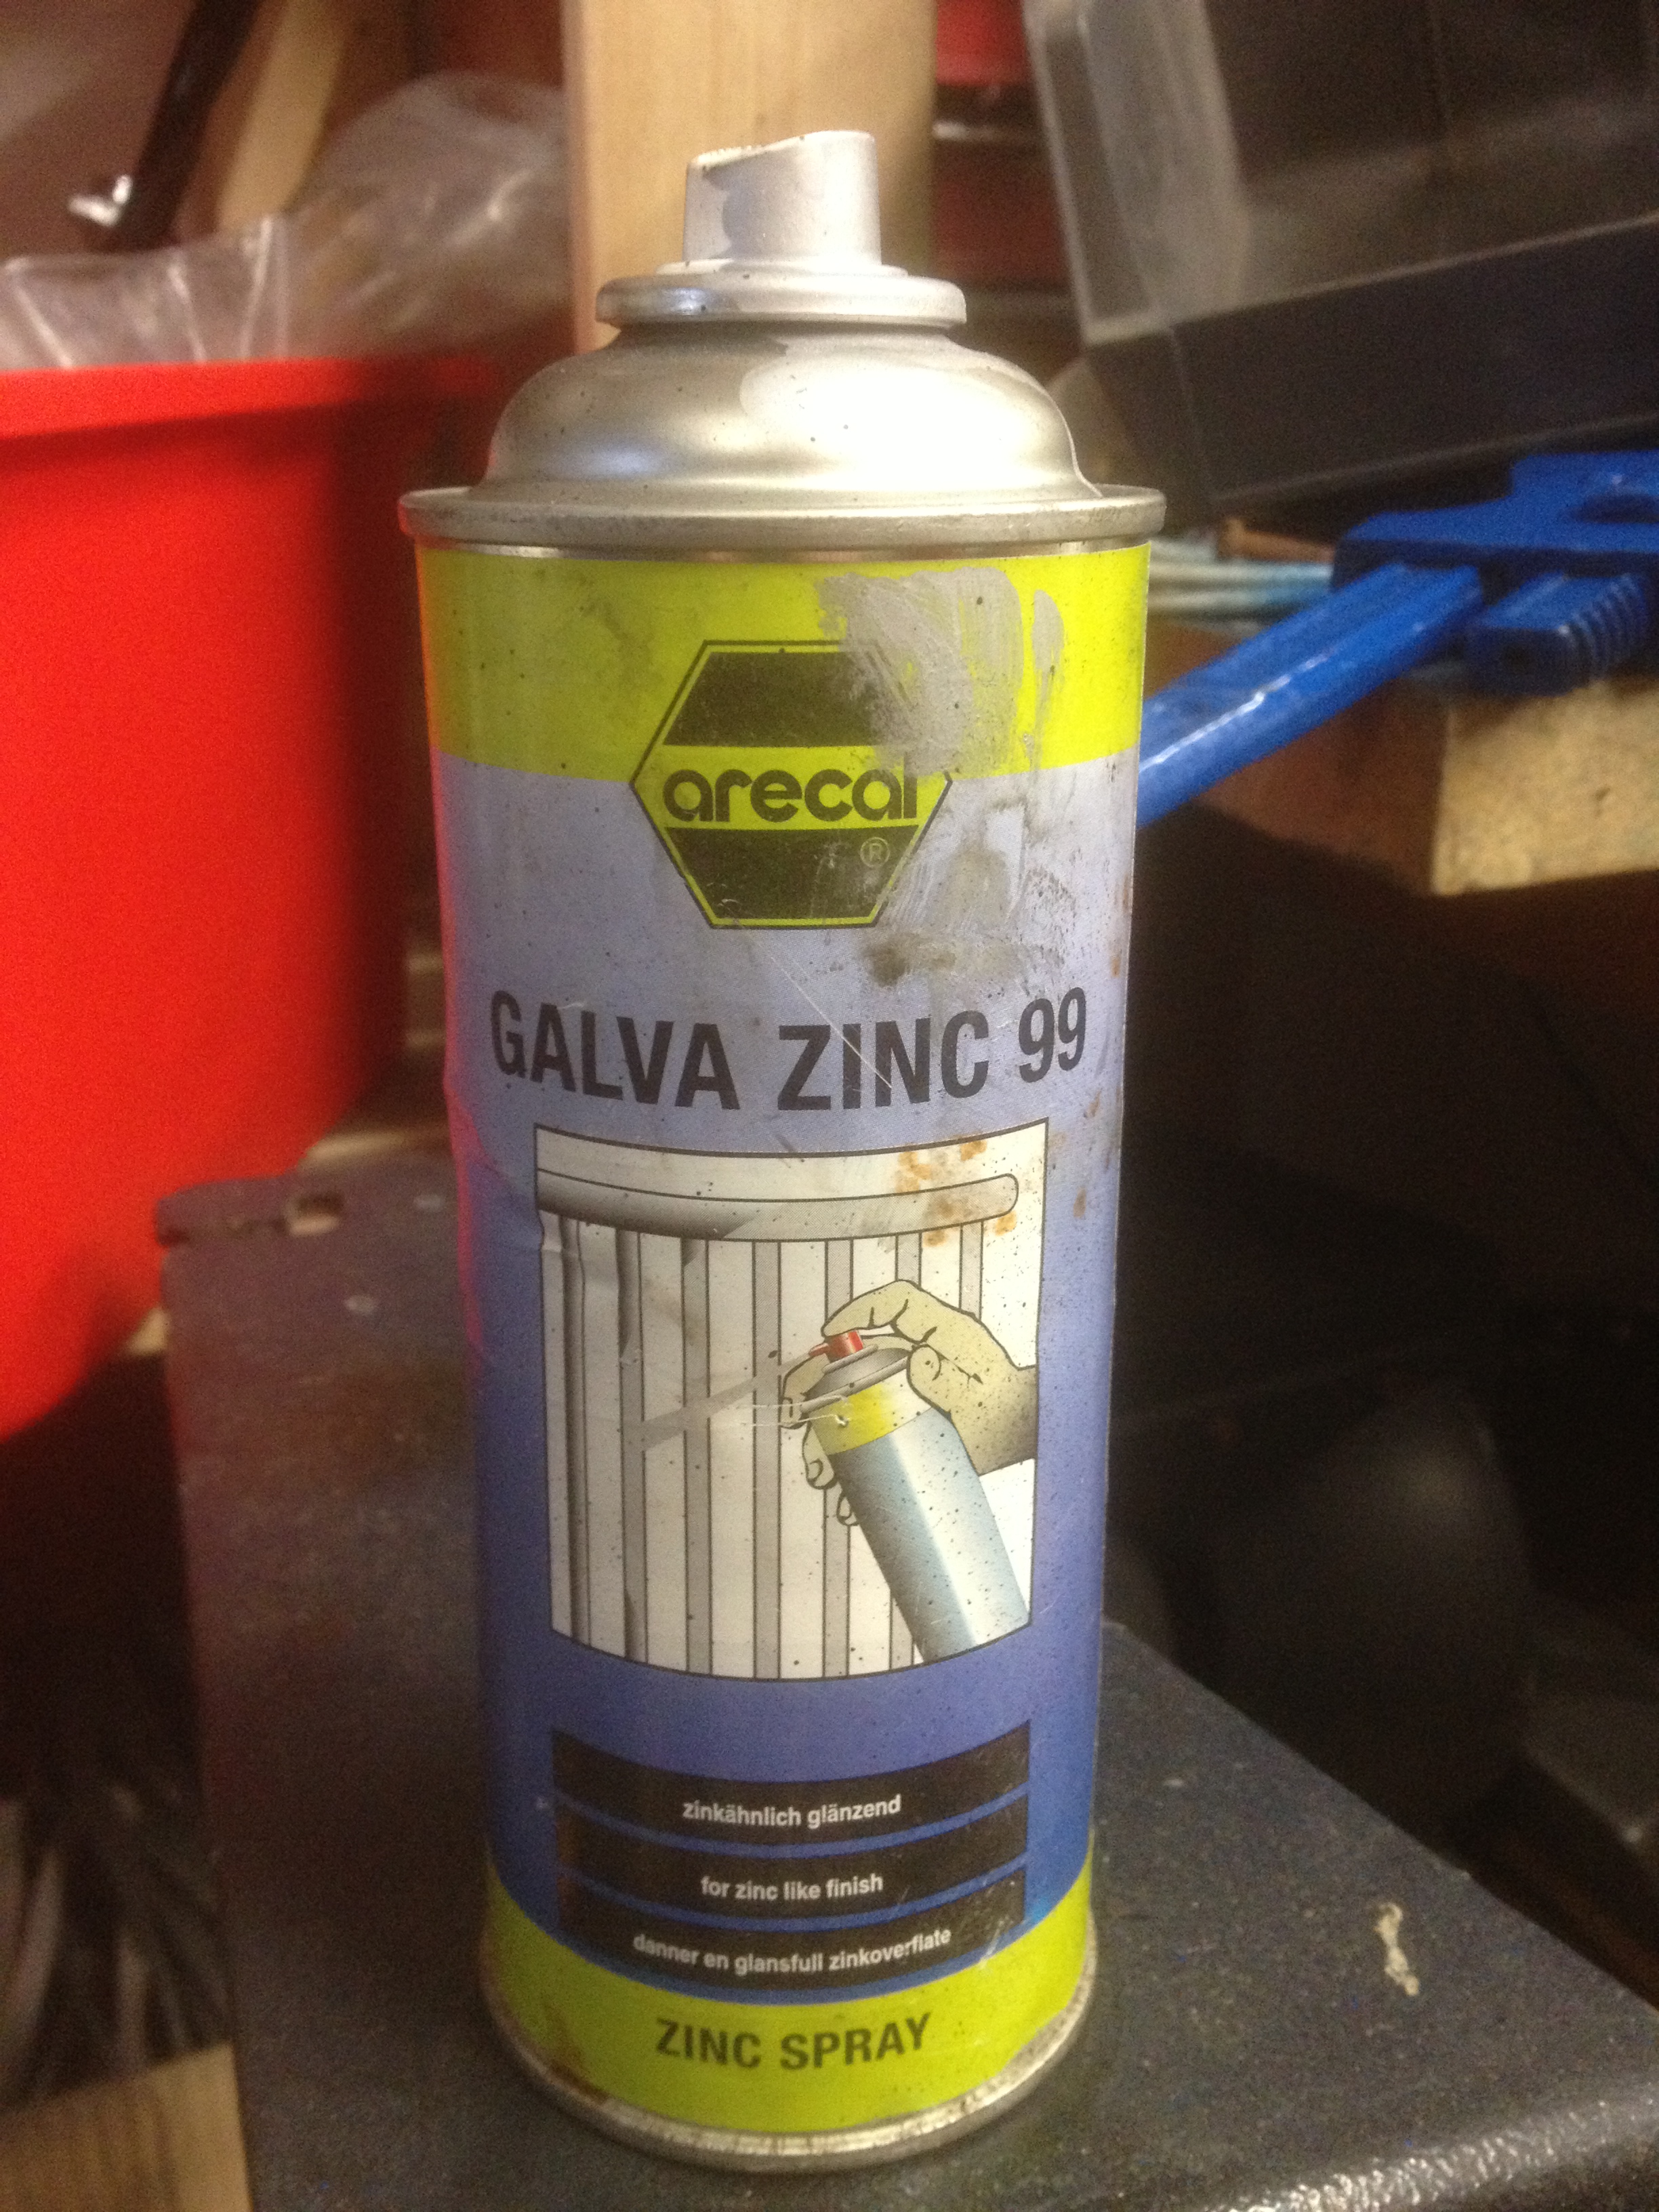 arecal
®
GALVA ZINC 99
zinkähnlich glänzend
for zinc like finish
danner en glansfull zinkoverflate
ZINC SPRAY